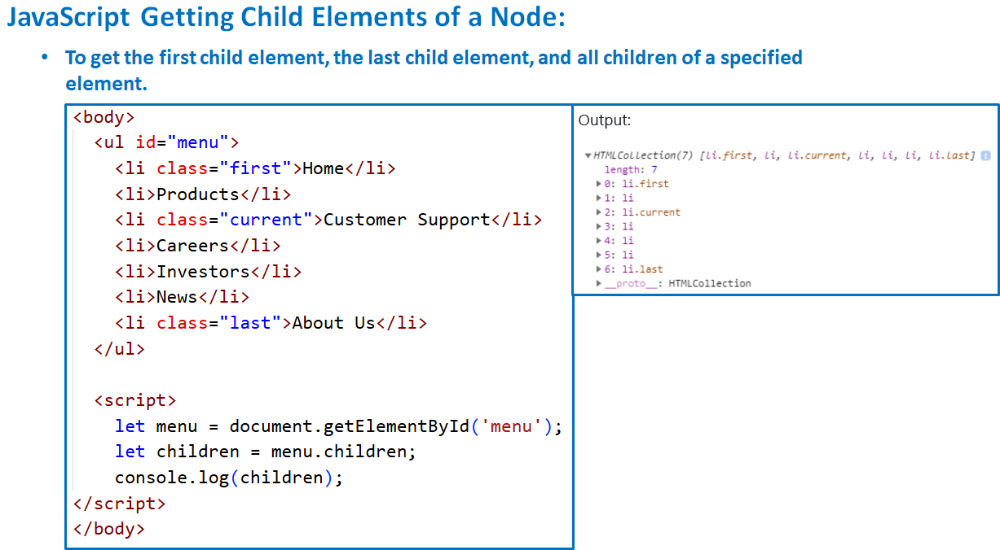 JavaScript Getting Child Elements of a Node:
• To get the first child element, the last child element, and all children of a specified
element.
<body>
<ul id="menu">
<li class="first">Home</li>
<li>Products</li>
<li class="current">Customer Support</li>
<li>Careers</li>
<li>Investors</li>
<li>News</li>
<li class="last">About Us</li>
</ul>
<script>
let menu = document.getElementById('menu');
let children = menu.children;
console.log(children);
</script>
</body>
Output:
▼HTMLCollection(7) [li.first, li, li.current, li, li, li, li.last] i
length: 7
▶0: li.first
▶1: li
▶2: li.current
▶3: li
▶4: li
▶5: li
▶6: li.last
▶__proto__: HTMLCollection